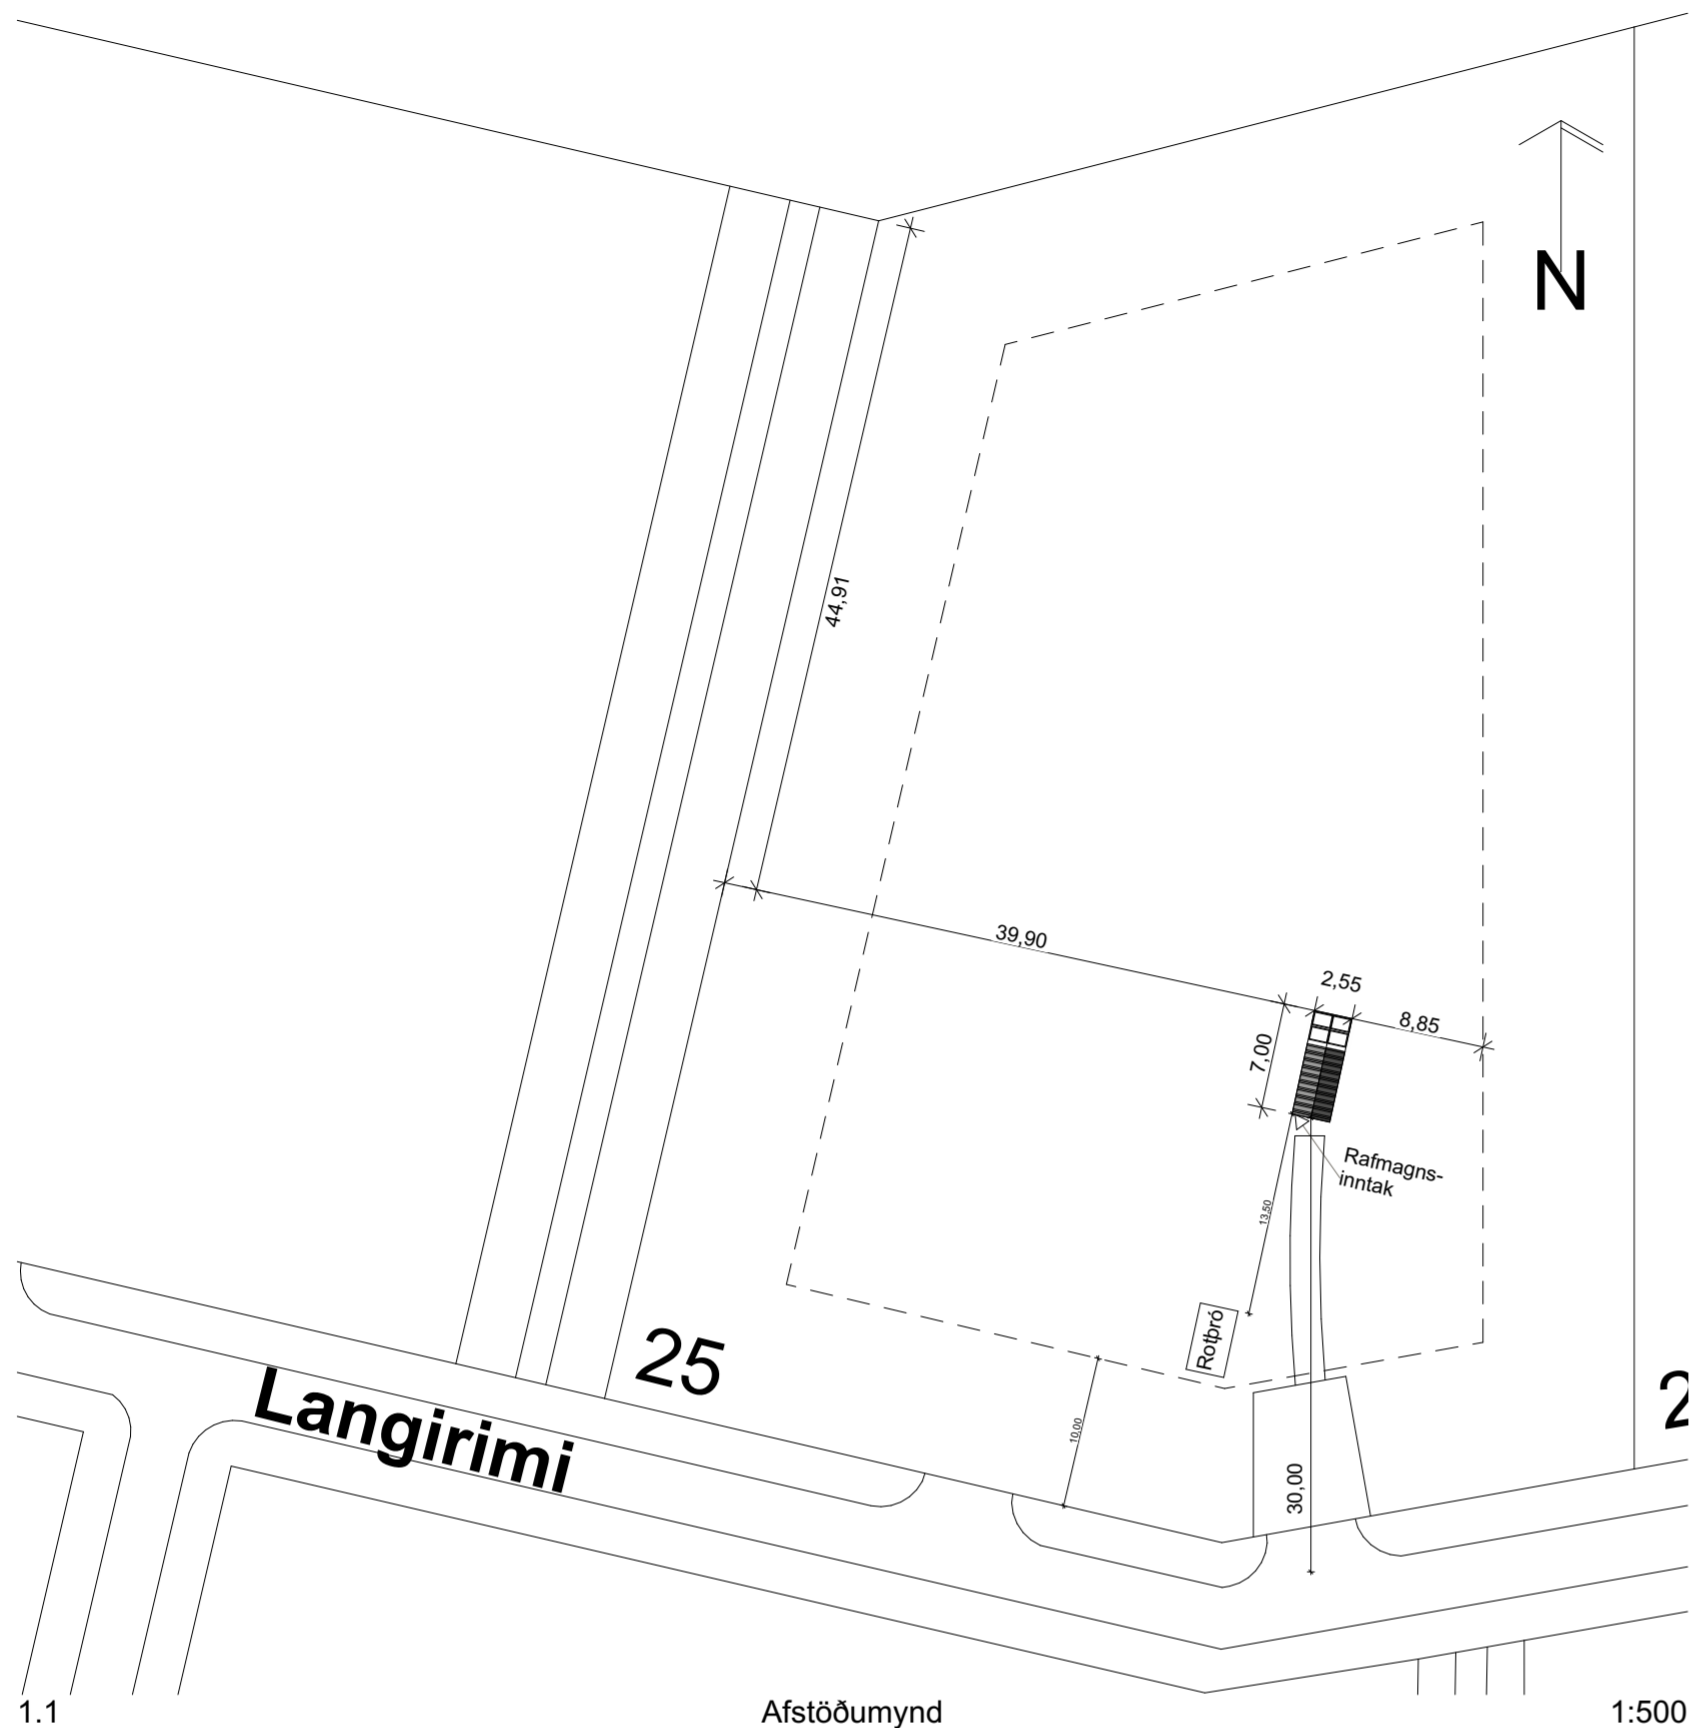 N
44,91
39,90
2,55
8,85
7,00
Rafmagns-
inntak
13,50
Rotþró
25
2
Langirimi
10,00
30,00
1.1
Afstöðumynd
1:500